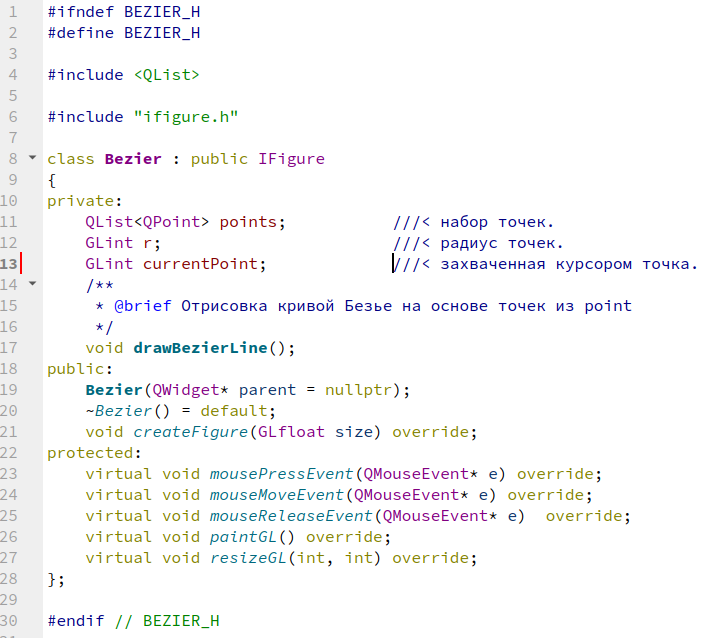 1 #ifndef BEZIER_H
2 #define BEZIER_H
3
4 #include <QList>
5
6 #include "ifigure.h"
7
8 class Bezier : public IFigure
9 {
10 private:
11     QList<QPoint> points;           ///< набор точек.
12     GLint r;                        ///< радиус точек.
13     GLint currentPoint;             ///< захваченная курсором точка.
14     /**
15      * @brief Отрисовка кривой Безье на основе точек из point
16      */
17     void drawBezierLine();
18 public:
19     Bezier(QWidget* parent = nullptr);
20     ~Bezier() = default;
21     void createFigure(GLfloat size) override;
22 protected:
23     virtual void mousePressEvent(QMouseEvent* e) override;
24     virtual void mouseMoveEvent(QMouseEvent* e) override;
25     virtual void mouseReleaseEvent(QMouseEvent* e)  override;
26     virtual void paintGL() override;
27     virtual void resizeGL(int, int) override;
28 };
29
30 #endif // BEZIER_H